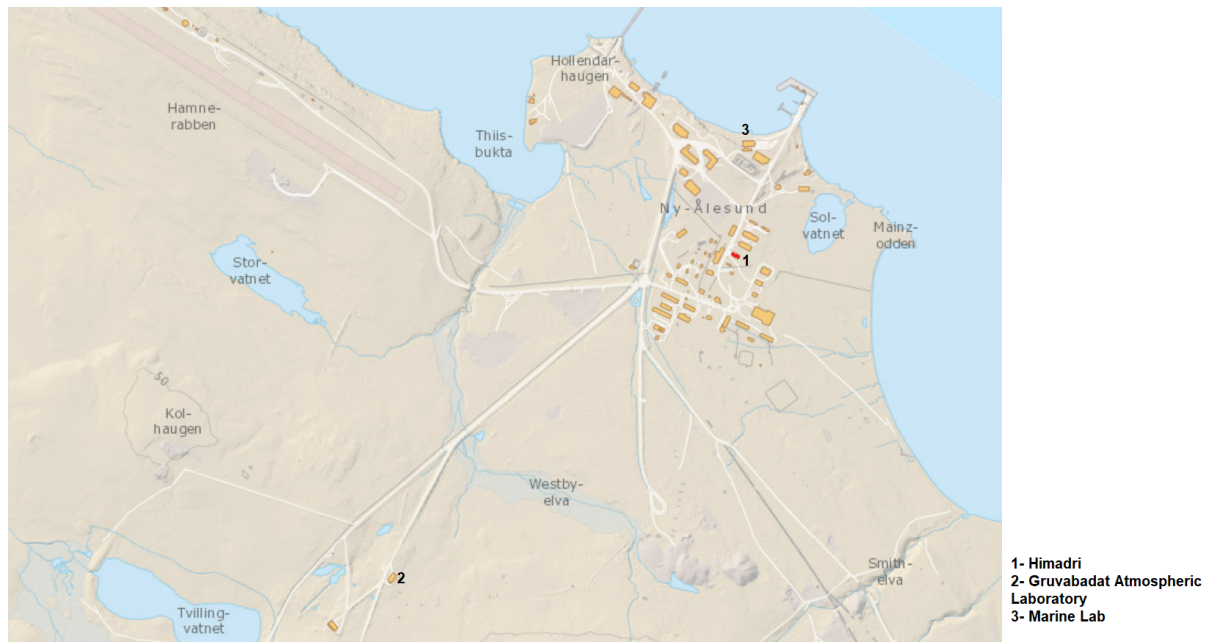 Hollendar-
haugen
Hamne-
rabben
3
Thiis-
bukta
Ny-Ålesund
Sol-
vatnet
Mainz-
odden
1
Stor-
vatnet
50
Kol-
haugen
Westby-
elva
2
Smith-
elva
Tvilling-
vatnet
1- Himadri
2- Gruvabadat Atmospheric
Laboratory
3- Marine Lab